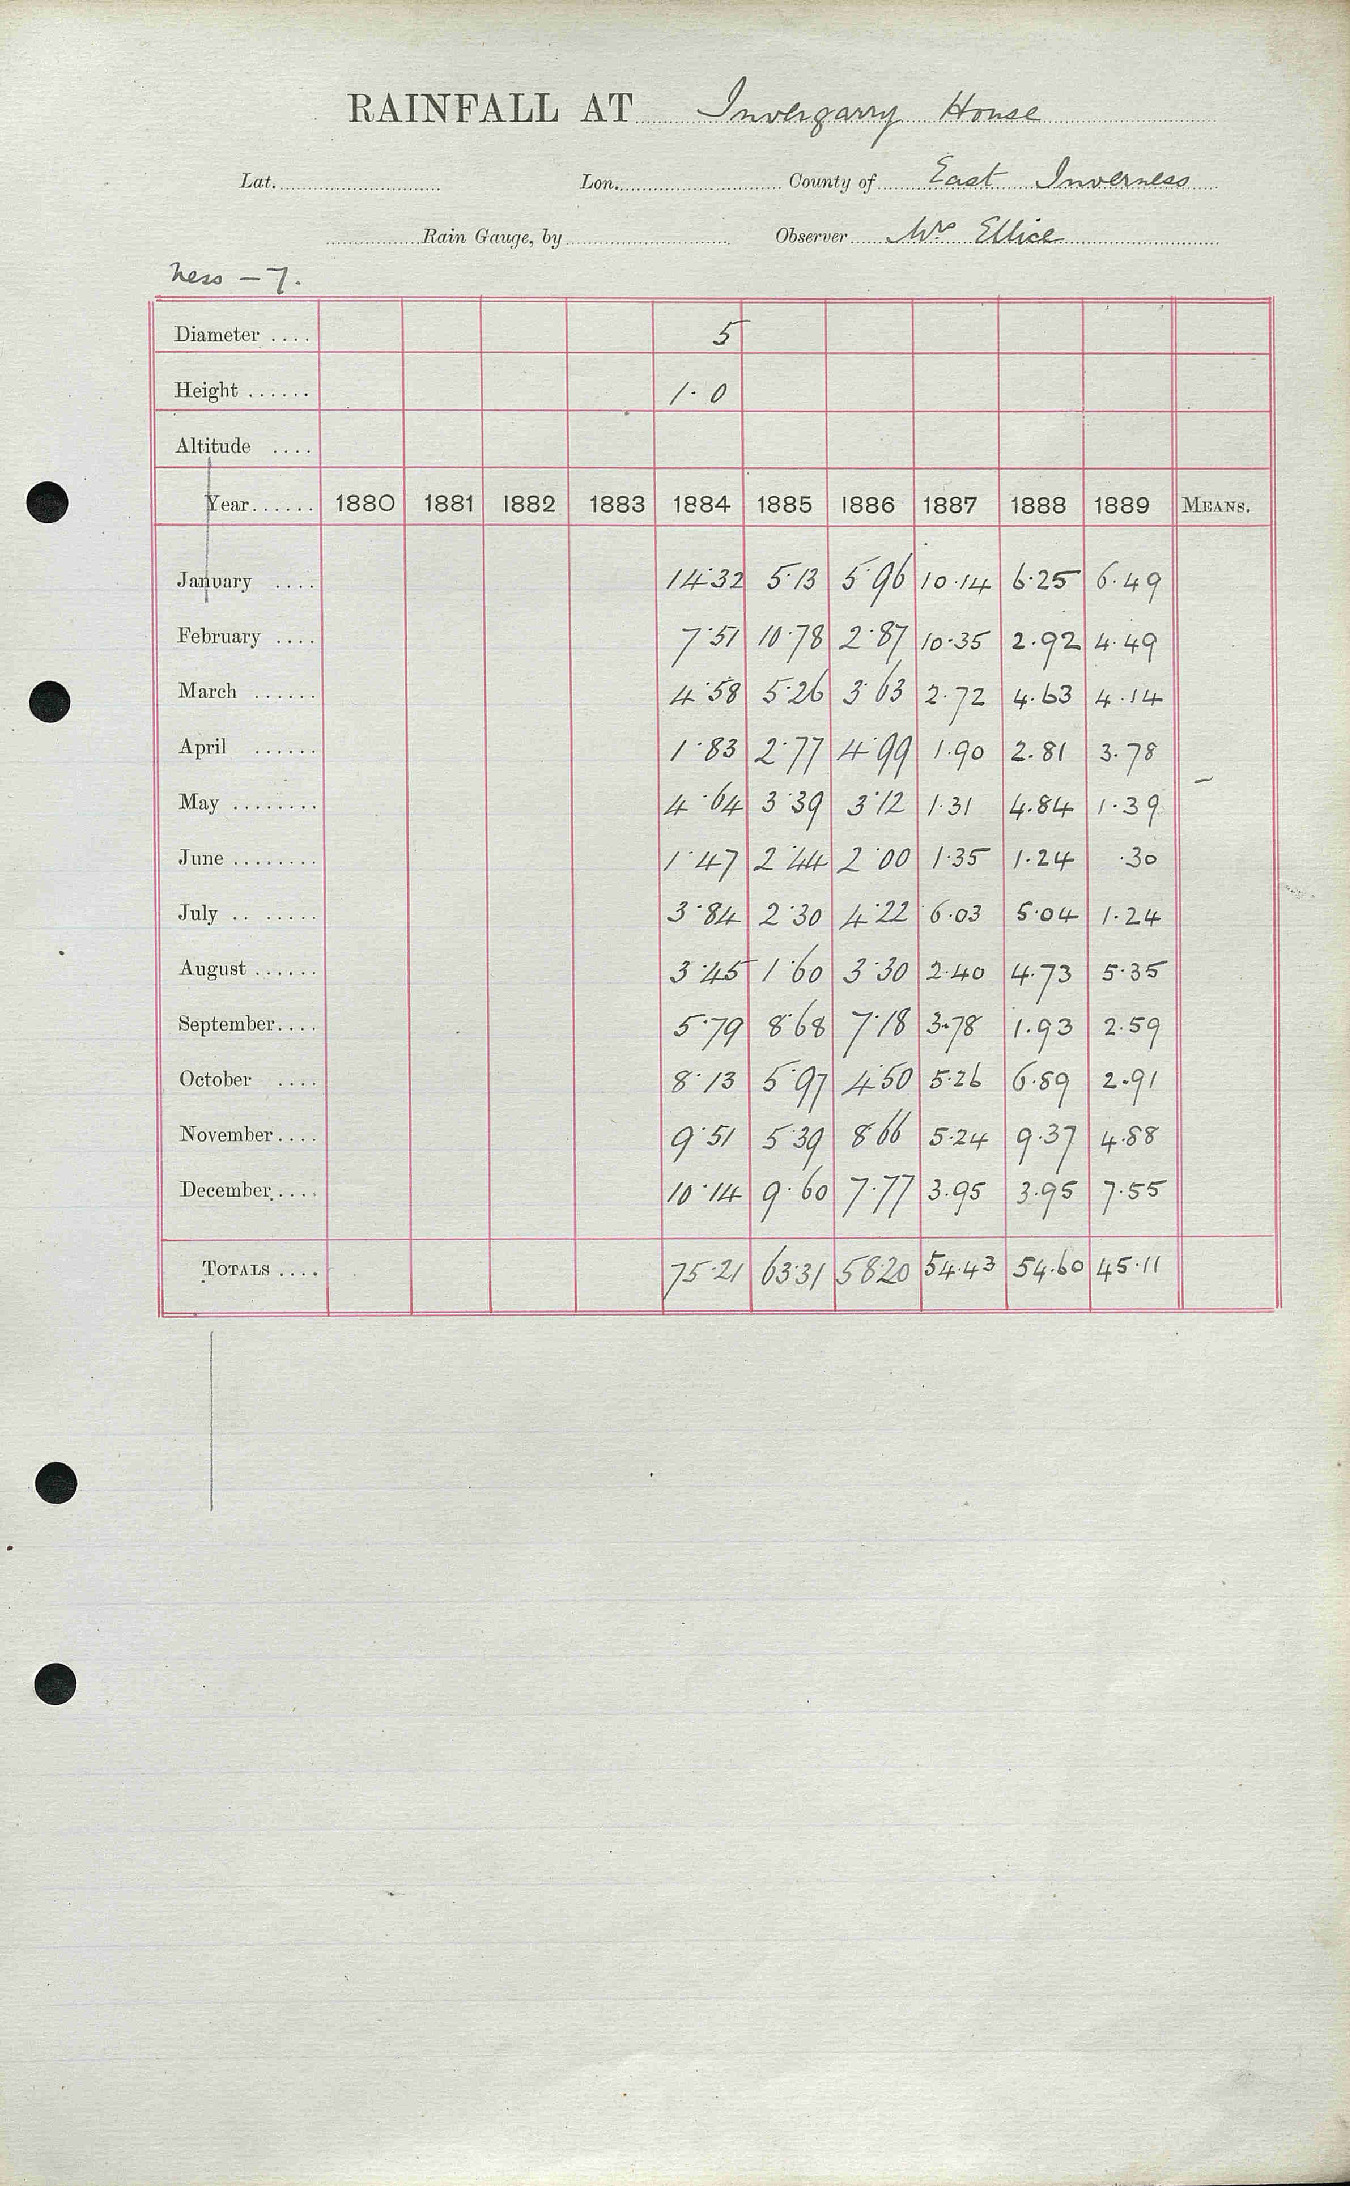 RAINFALL AT Invergarry House
Lat. Lon. County of East Inverness
Rain Gauge, by Observer Mrs Ellice
Ness - 7.
Diameter .... 5
Height ...... 1.0
Altitude ....
Year...... 1880 1881 1882 1883 1884 1885 1886 1887 1888 1889 MEANS.
January .... 14.32 5.13 5.96 10.14 6.25 6.49
February .... 7.51 10.78 2.87 10.35 2.92 4.49
March ...... 4.58 5.26 3.63 2.72 4.63 4.14
April ...... 1.83 2.77 4.99 1.90 2.81 3.78
May ........ 4.64 3.39 3.12 1.31 4.84 1.39
June ........ 1.47 2.44 2.00 1.35 1.24 .30
July .. ..... 3.84 2.30 4.22 6.03 5.04 1.24
August ...... 3.45 1.60 3.30 2.40 4.73 5.35
September.... 5.79 8.68 7.18 3.78 1.93 2.59
October .... 8.13 5.97 4.50 5.26 6.89 2.91
November.... 9.51 5.39 8.66 5.24 9.37 4.88
December.... 10.14 9.60 7.77 3.95 3.95 7.55
TOTALS .... 75.21 63.31 58.20 54.43 54.60 45.11